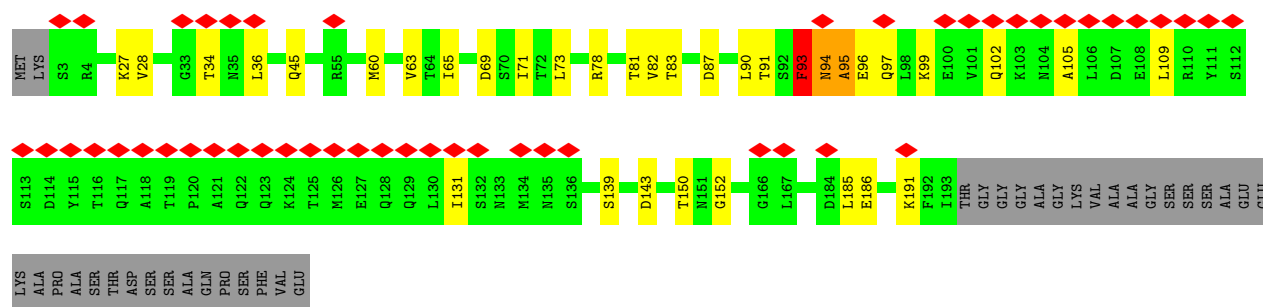 MET LYS S3 R4 K27 V28 G33 T34 N35 L36 Q45 R55 M60 V63 T64 I65 D69 S70 I71 T72 L73 R78 T81 V82 T83 D87 L90 T91 S92 F93 N94 A95 E96 Q97 L98 K99 E100 V101 Q102 K103 N104 A105 L106 D107 E108 L109 R110 Y111 S112
S113 D114 Y115 T116 Q117 A118 T119 P120 A121 Q122 Q123 K124 T125 M126 E127 Q128 Q129 L130 I131 S132 N133 M134 N135 S136 S139 D143 T150 N151 G152 G166 L167 D184 L185 E186 K191 F192 I193 THR GLY GLY GLY ALA GLY LYS VAL ALA ALA GLY SER SER SER ALA GLU GLU
LYS ALA PRO ALA SER THR ASP SER SER ALA GLN PRO SER PHE VAL GLU